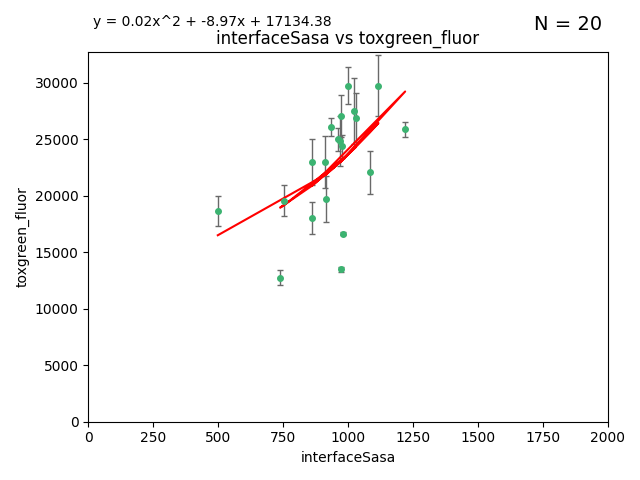 y = 0.02x^2 + -8.97x + 17134.38
N = 20
interfaceSasa vs toxgreen_fluor
30000
25000
20000
15000
10000
5000
0
toxgreen_fluor
0 250 500 750 1000 1250 1500 1750 2000
interfaceSasa